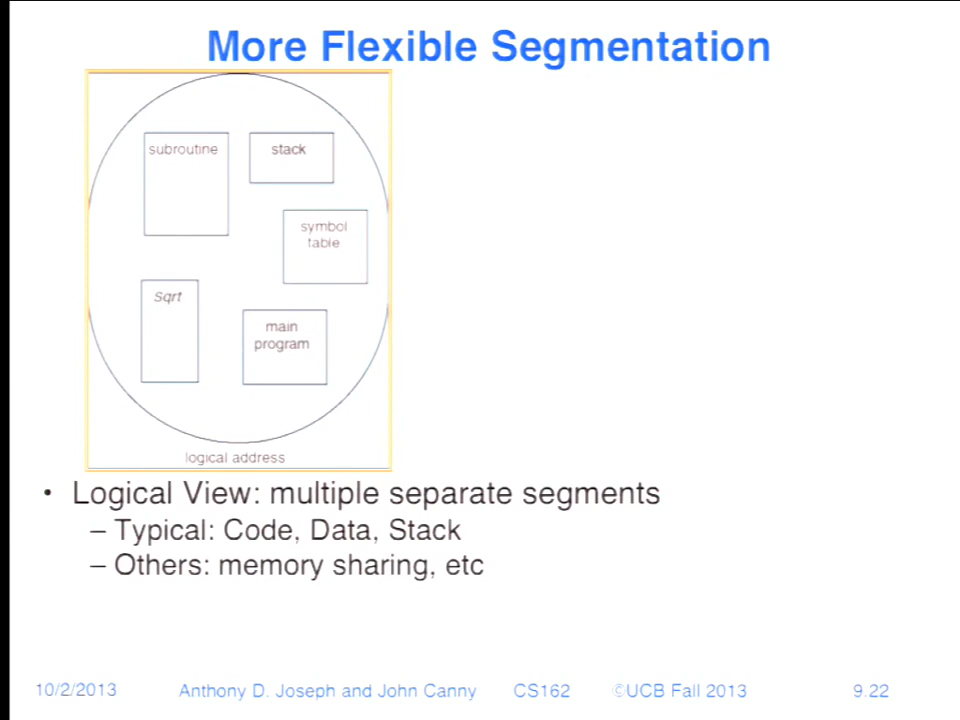 More Flexible Segmentation
subroutine
stack
symbol
table
Sqrt
main
program
logical address
• Logical View: multiple separate segments
– Typical: Code, Data, Stack
– Others: memory sharing, etc
10/2/2013 Anthony D. Joseph and John Canny CS162 ©UCB Fall 2013 9.22